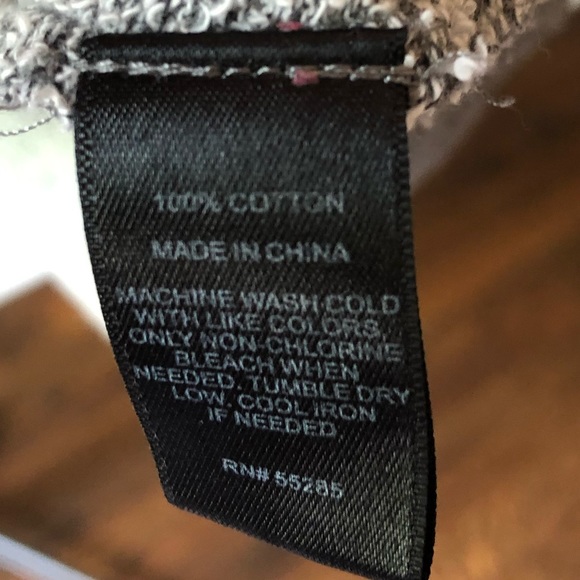 100% COTTON
MADE IN CHINA
MACHINE WASH COLD
WITH LIKE COLORS,
ONLY NON-CHLORINE
BLEACH WHEN
NEEDED, TUMBLE DRY
LOW, COOL IRON
IF NEEDED
RN# 55285